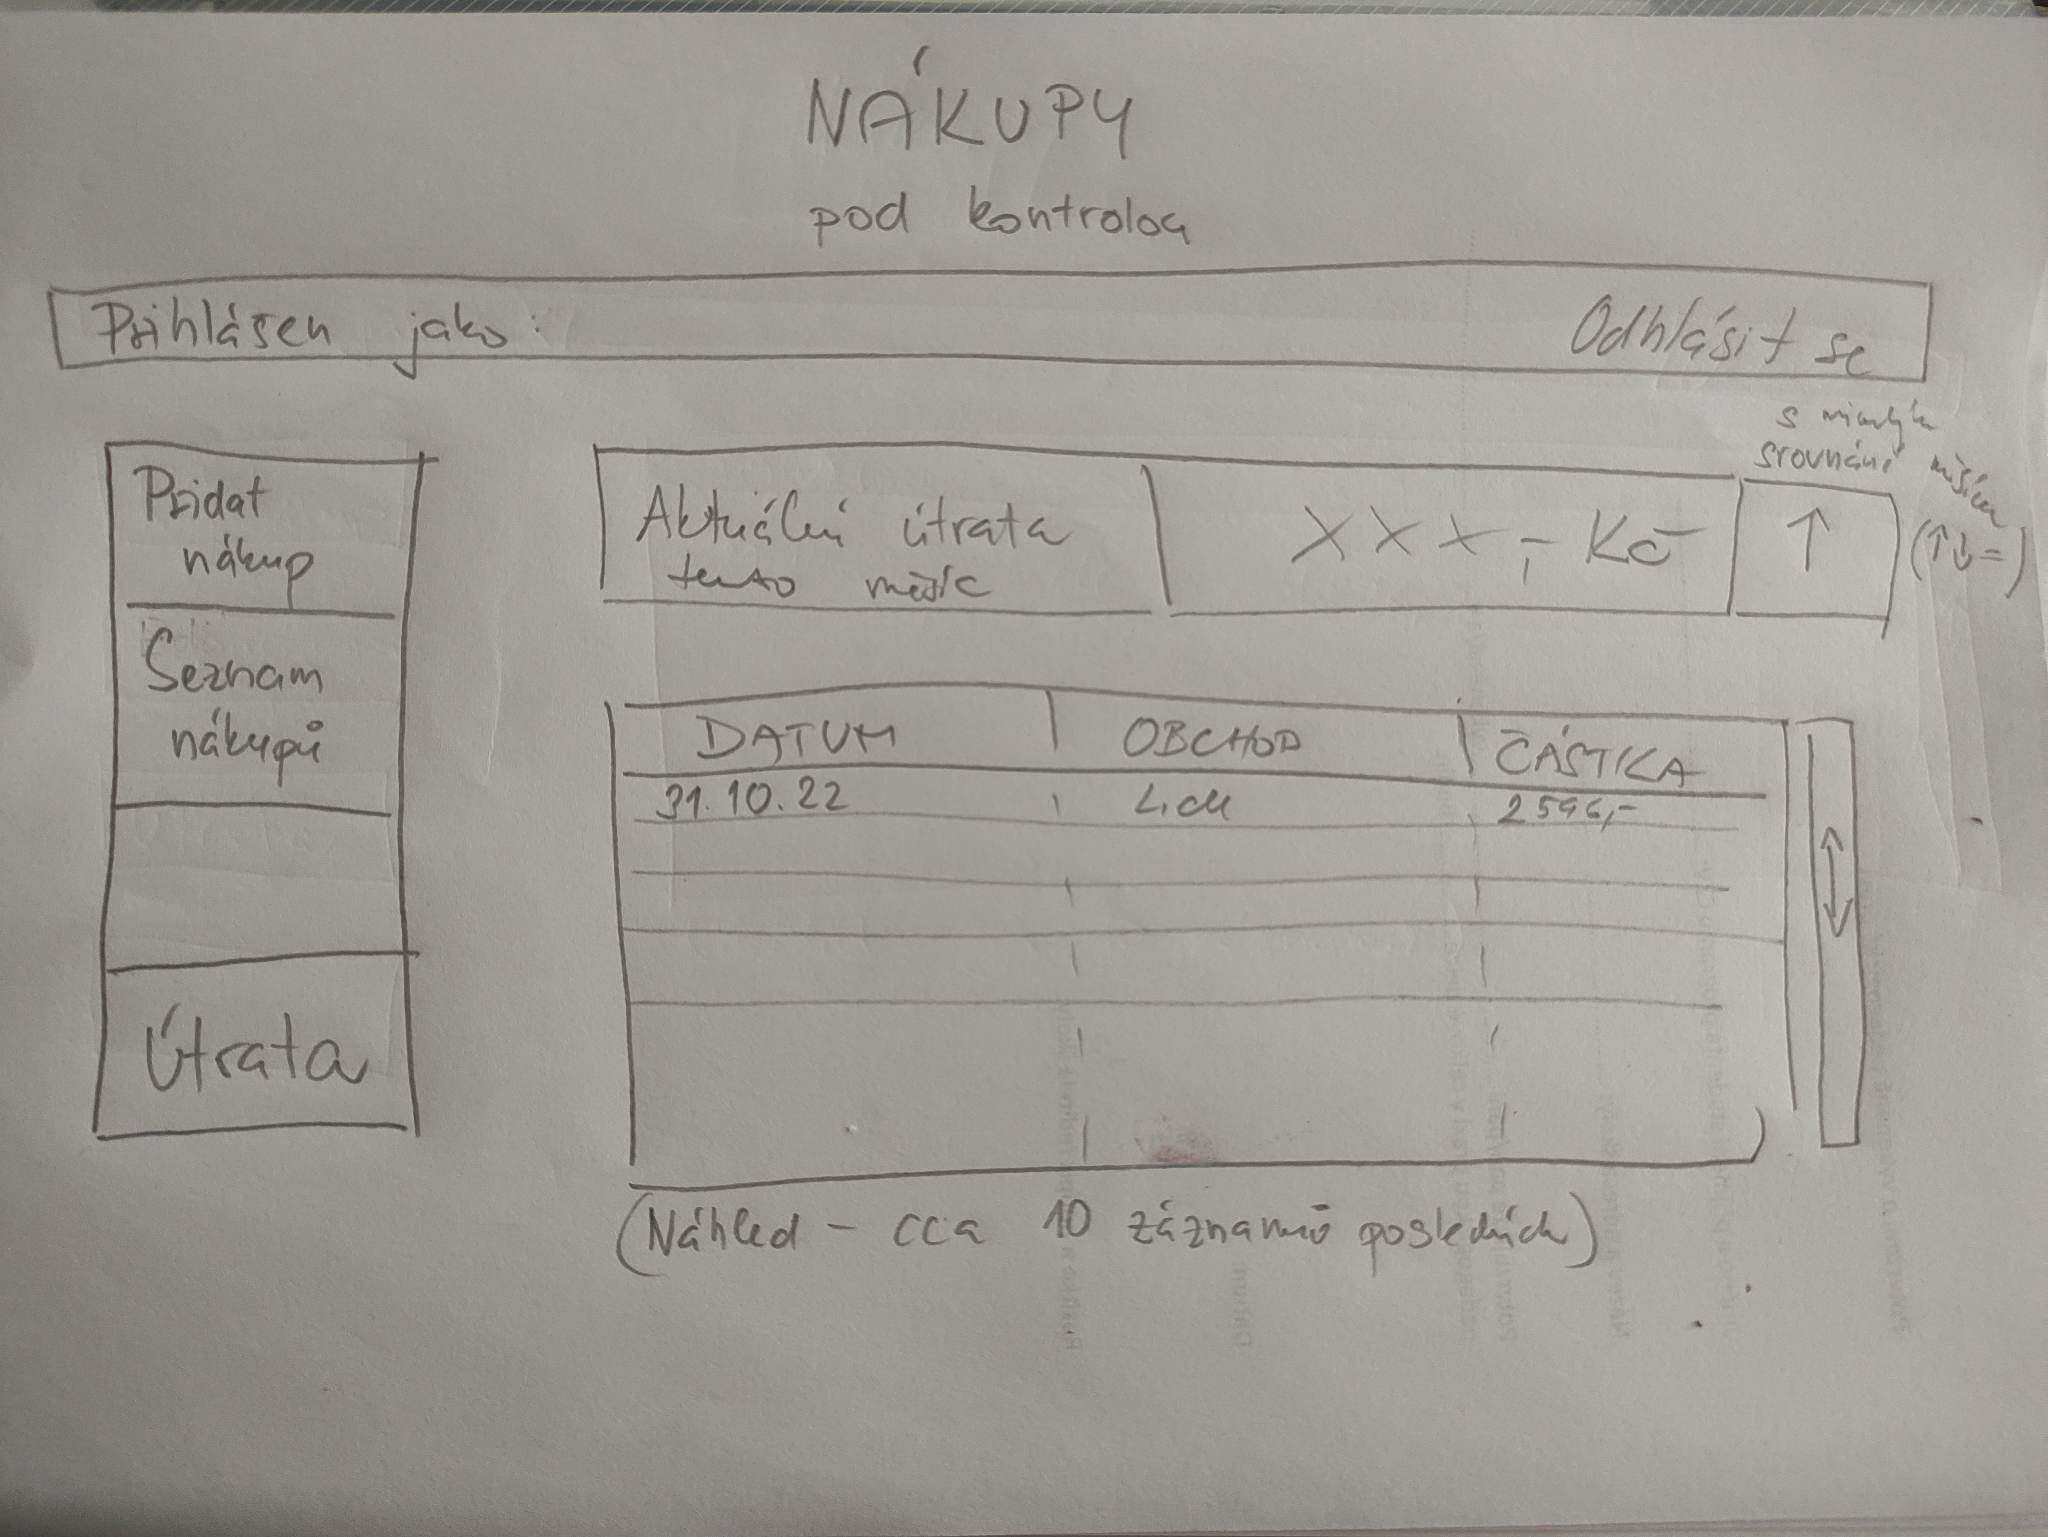 NÁKUPY
pod kontrolou
Přihlášen jako:
Odhlásit se
s minulým
srovnání měsícem
(↑↓=)
Přidat
nákup
Seznam
nákupů
Útrata
Aktuální útrata
tento měsíc
XXX,- Kč
↑
DATUM OBCHOD ČÁSTKA
31.10.22 Lidl 2596,-
(Náhled - cca 10 záznamů posledních)